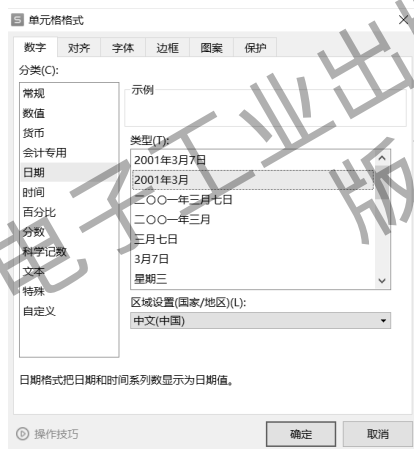 S 单元格格式 ×
数字 对齐 字体 边框 图案 保护
分类(C):
常规
数值
货币
会计专用
日期
时间
百分比
分数
科学记数
文本
特殊
自定义
示例
类型(T):
2001年3月7日
2001年3月
二〇〇一年三月七日
二〇〇一年三月
三月七日
3月7日
星期三
区域设置(国家/地区)(L):
中文(中国)
日期格式把日期和时间系列数显示为日期值。
操作技巧
确定 取消
电子工业出版